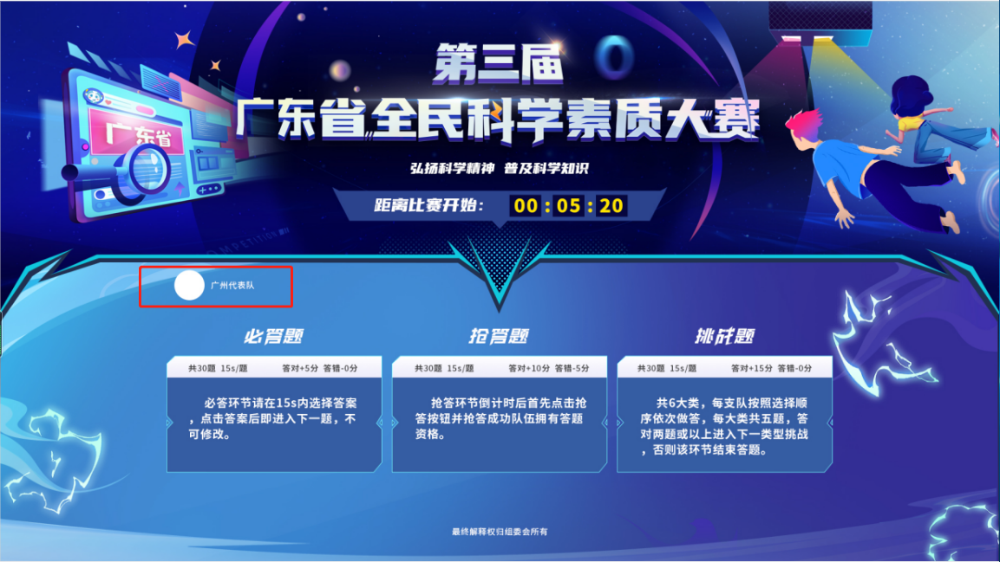 第三届
广东省全民科学素质大赛
广东省
弘扬科学精神 普及科学知识
距离比赛开始： 00:05:20
广州代表队
必答题
共30题 15s/题 答对+5分 答错-0分
必答环节请在15s内选择答案
，点击答案后即进入下一题，不
可修改。
抢答题
共30题 15s/题 答对+10分 答错-5分
抢答环节倒计时后首先点击抢
答按钮并抢答成功队伍拥有答题
资格。
挑战题
共30题 15s/题 答对+15分 答错-0分
共6大类，每支队按照选择顺
序依次做答，每大类共五题，答
对两题或以上进入下一类型挑战
，否则该环节结束答题。
最终解释权归组委会所有